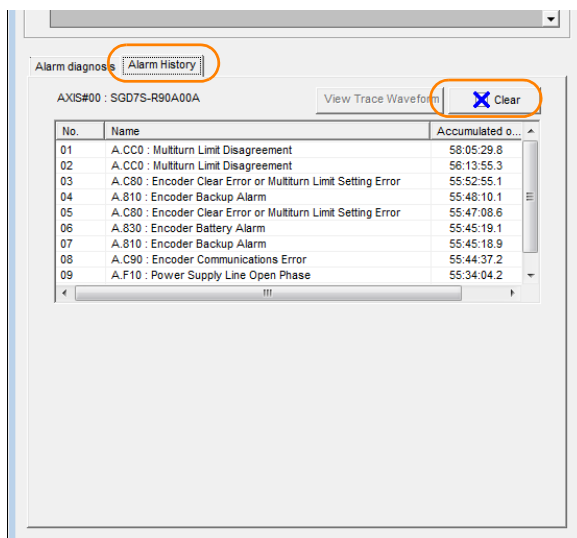 Alarm diagnosis Alarm History
AXIS#00 : SGD7S-R90A00A View Trace Waveform Clear
No. Name Accumulated o...
01 A.CC0 : Multiturn Limit Disagreement 58:05:29.8
02 A.CC0 : Multiturn Limit Disagreement 56:13:55.3
03 A.C80 : Encoder Clear Error or Multiturn Limit Setting Error 55:52:55.1
04 A.810 : Encoder Backup Alarm 55:48:10.1
05 A.C80 : Encoder Clear Error or Multiturn Limit Setting Error 55:47:08.6
06 A.830 : Encoder Battery Alarm 55:45:19.1
07 A.810 : Encoder Backup Alarm 55:45:18.9
08 A.C90 : Encoder Communications Error 55:44:37.2
09 A.F10 : Power Supply Line Open Phase 55:34:04.2